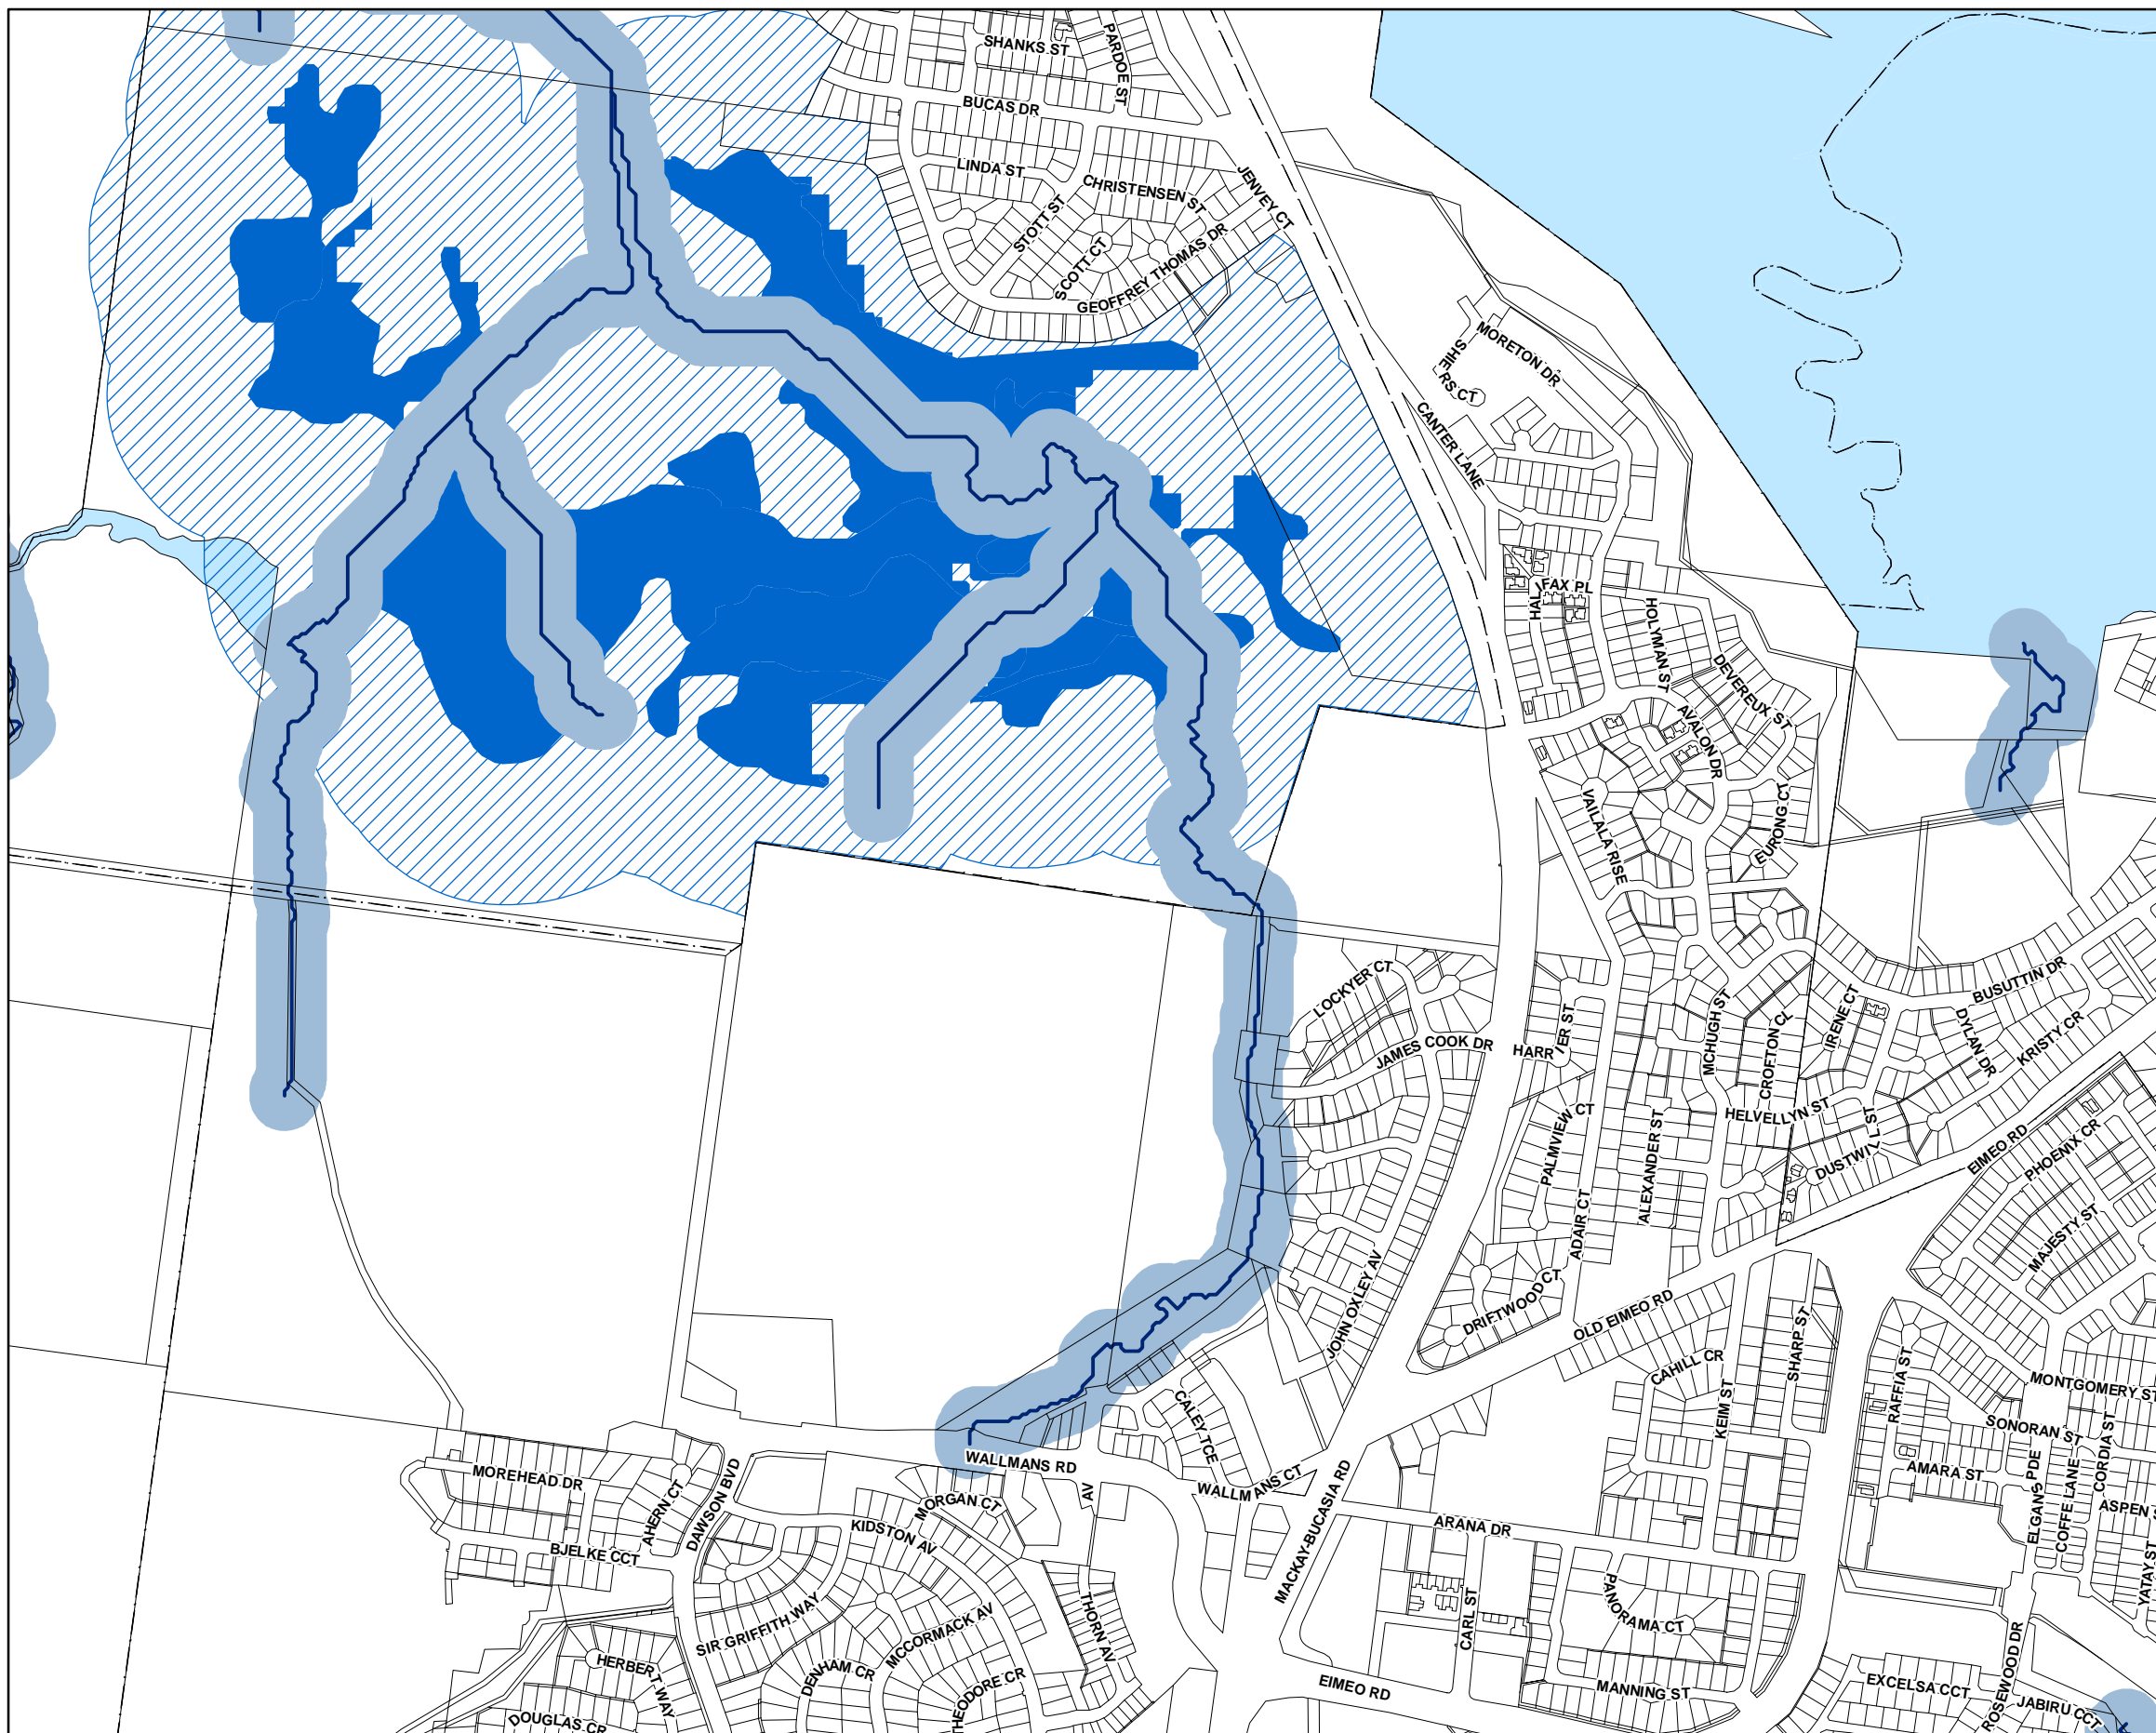 SHANKS ST
PARDOE ST
BUCAS DR
LINDA ST
CHRISTENSEN ST
JENVEY CT
STOTT ST
SCOTT CT
GEOFFREY THOMAS DR
MORETON DR
SHIE
RS CT
CANTER LANE
HALI
FAX PL
HOLYMAN ST
DEVEREUX ST
AVALON DR
VAILALA RISE
EURONG CT
LOCKYER CT
BUSUTTIN DR
JAMES COOK DR
HARR
IER ST
MCHUGH ST
CROFTON CL
IRENE CT
DYLAN DR
KRISTY CR
PALMVIEW CT
ALEXANDER ST
HELVELLYN ST
DUSTWI
LL ST
EIMEO RD
PHOENIX CR
ADAIR CT
MAJESTY ST
JOHN OXLEY AV
DRIFTWOOD CT
OLD EIMEO RD
CAHILL CR
SHARP ST
KEIM ST
RAFFIA ST
MONTGOMERY ST
CALEY TCE
SONORAN ST
CORDIA ST
WALLMANS RD
MOREHEAD DR
AHERN CT
DAWSON BVD
MORGAN CT
AV
WALLMANS CT
MACKAY-BUCASIA RD
AMARA ST
ELGANS PDE
COFFE LANE
ASPEN S
KIDSTON AV
ARANA DR
BJELKE CCT
YATAY ST
SIR GRIFFITH WAY
MCCORMACK AV
THORN AV
CARL ST
PANORAMA CT
HERBERT WAY
DENHAM CR
THEODORE CR
EIMEO RD
MANNING ST
EXCELSA CCT
ROSEWOOD DR
JABIRU CCT
DOUGLAS CR